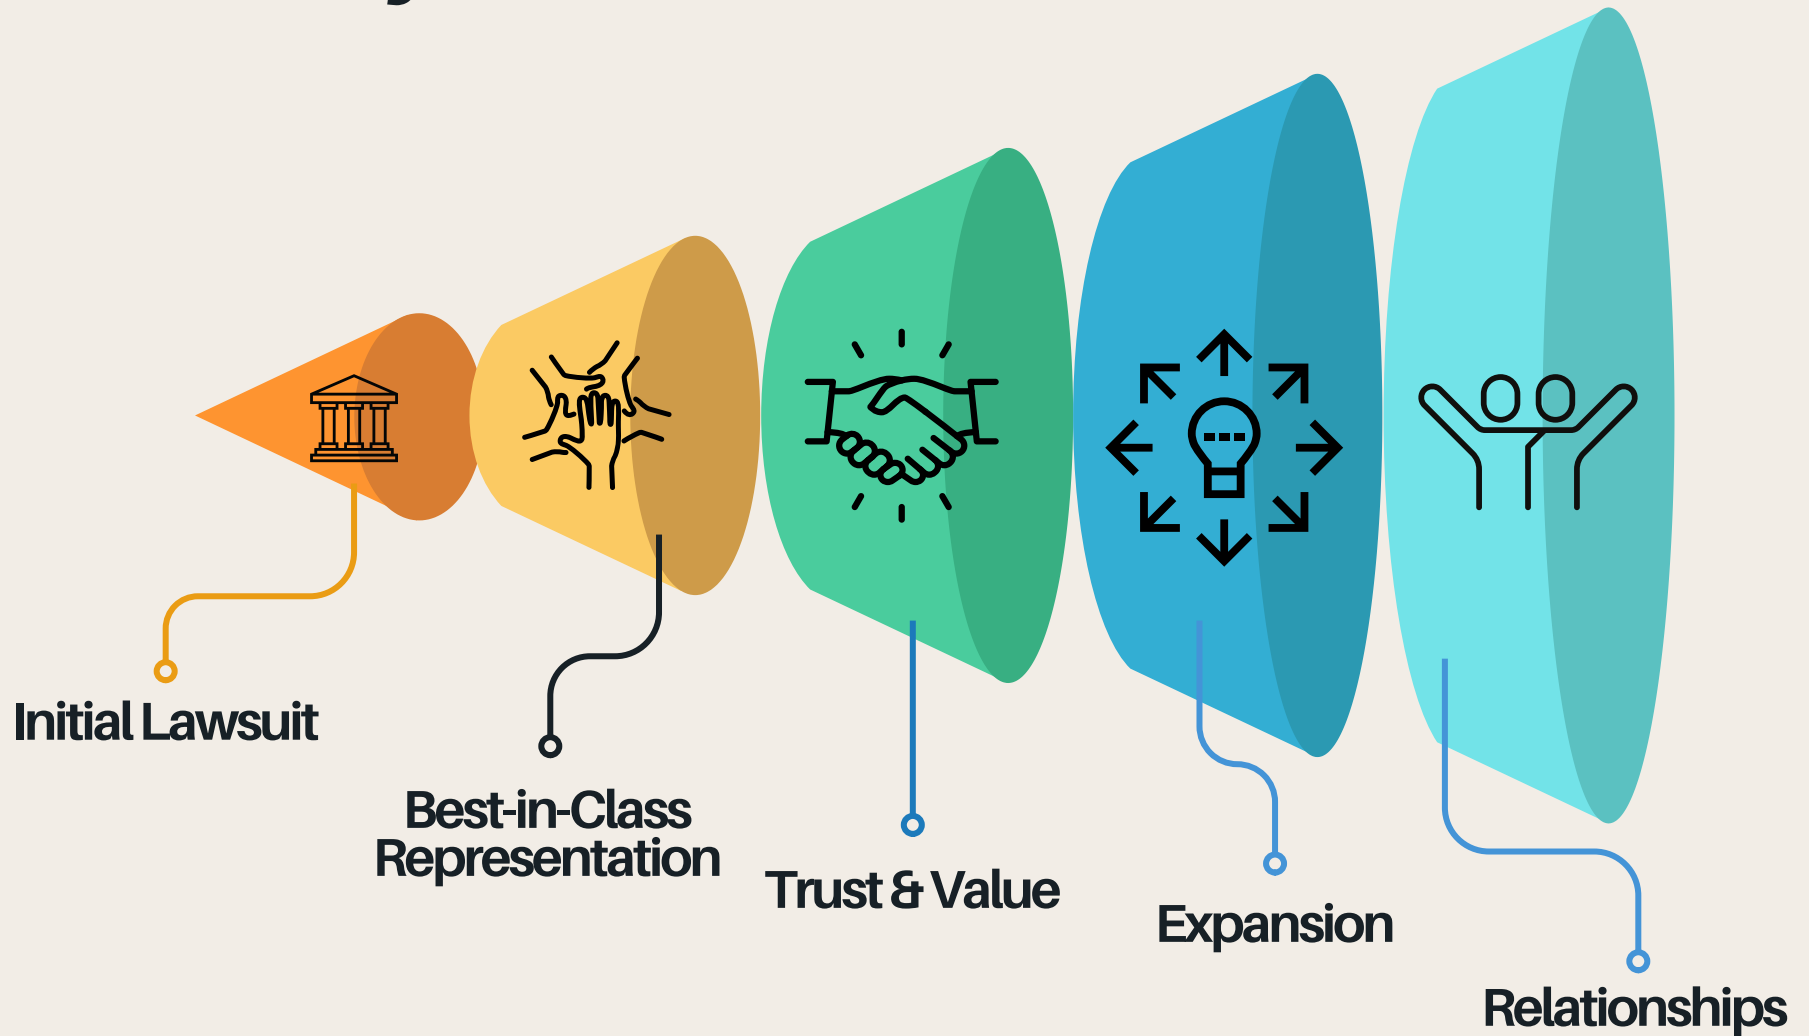 Initial Lawsuit
Best-in-Class
Representation
Trust & Value
Expansion
Relationships